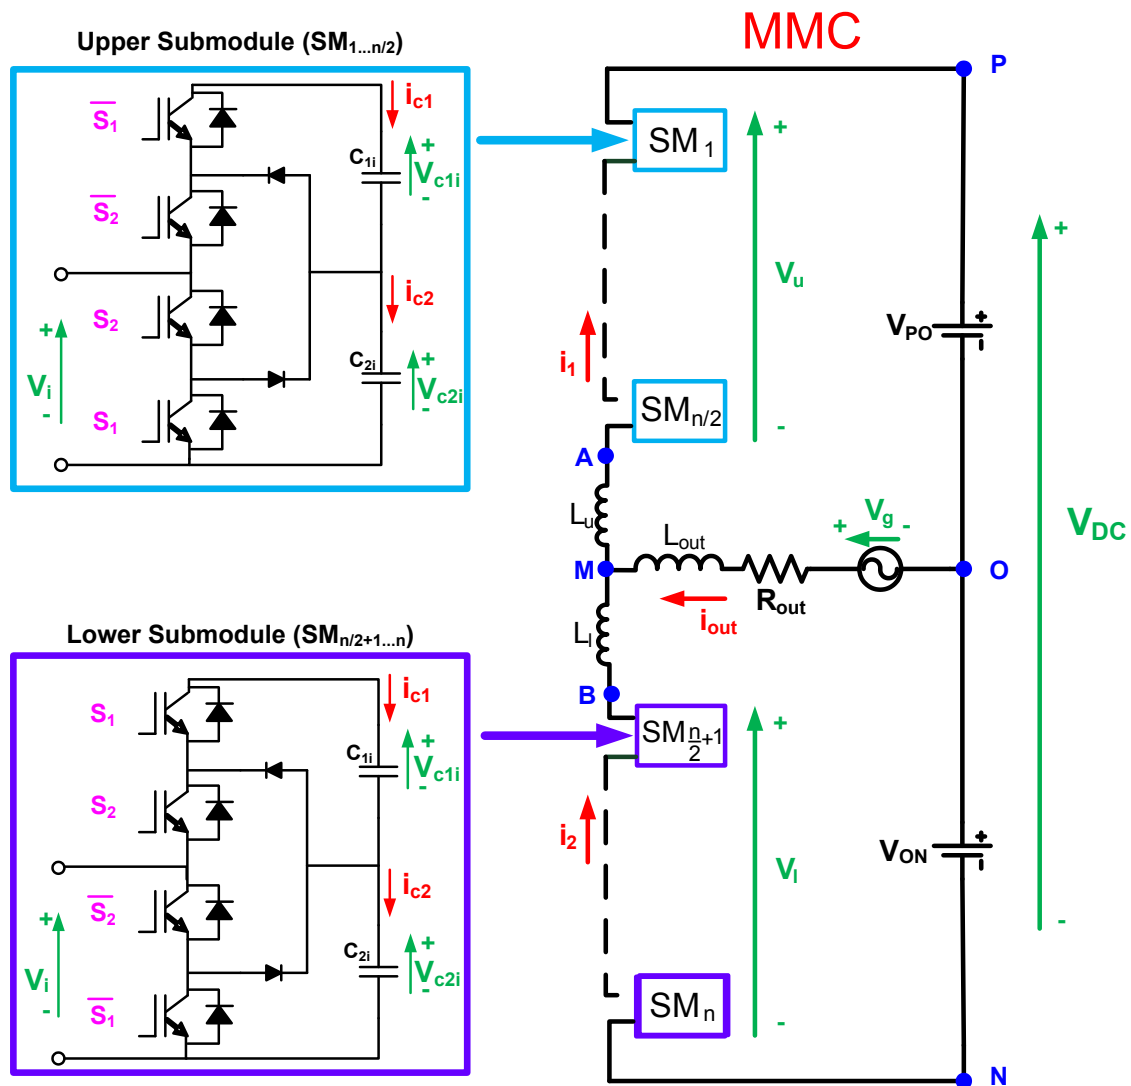 MMC
Upper Submodule (SM1...n/2)
S1
S2
S2
S1
Vi
+
-
ic1
C1i
+
Vc1i
-
ic2
C2i
+
Vc2i
-
Lower Submodule (SMn/2+1...n)
S1
S2
S2
S1
Vi
+
-
ic1
C1i
+
Vc1i
-
ic2
C2i
+
Vc2i
-
P
SM 1
+
Vu
-
i1
SMn/2
A
Lu
M
Lout
Rout
iout
+
Vg
-
O
Ll
B
SMn/2+1
+
Vl
-
i2
SMn
N
VPO
+
-
VON
+
-
+
VDC
-